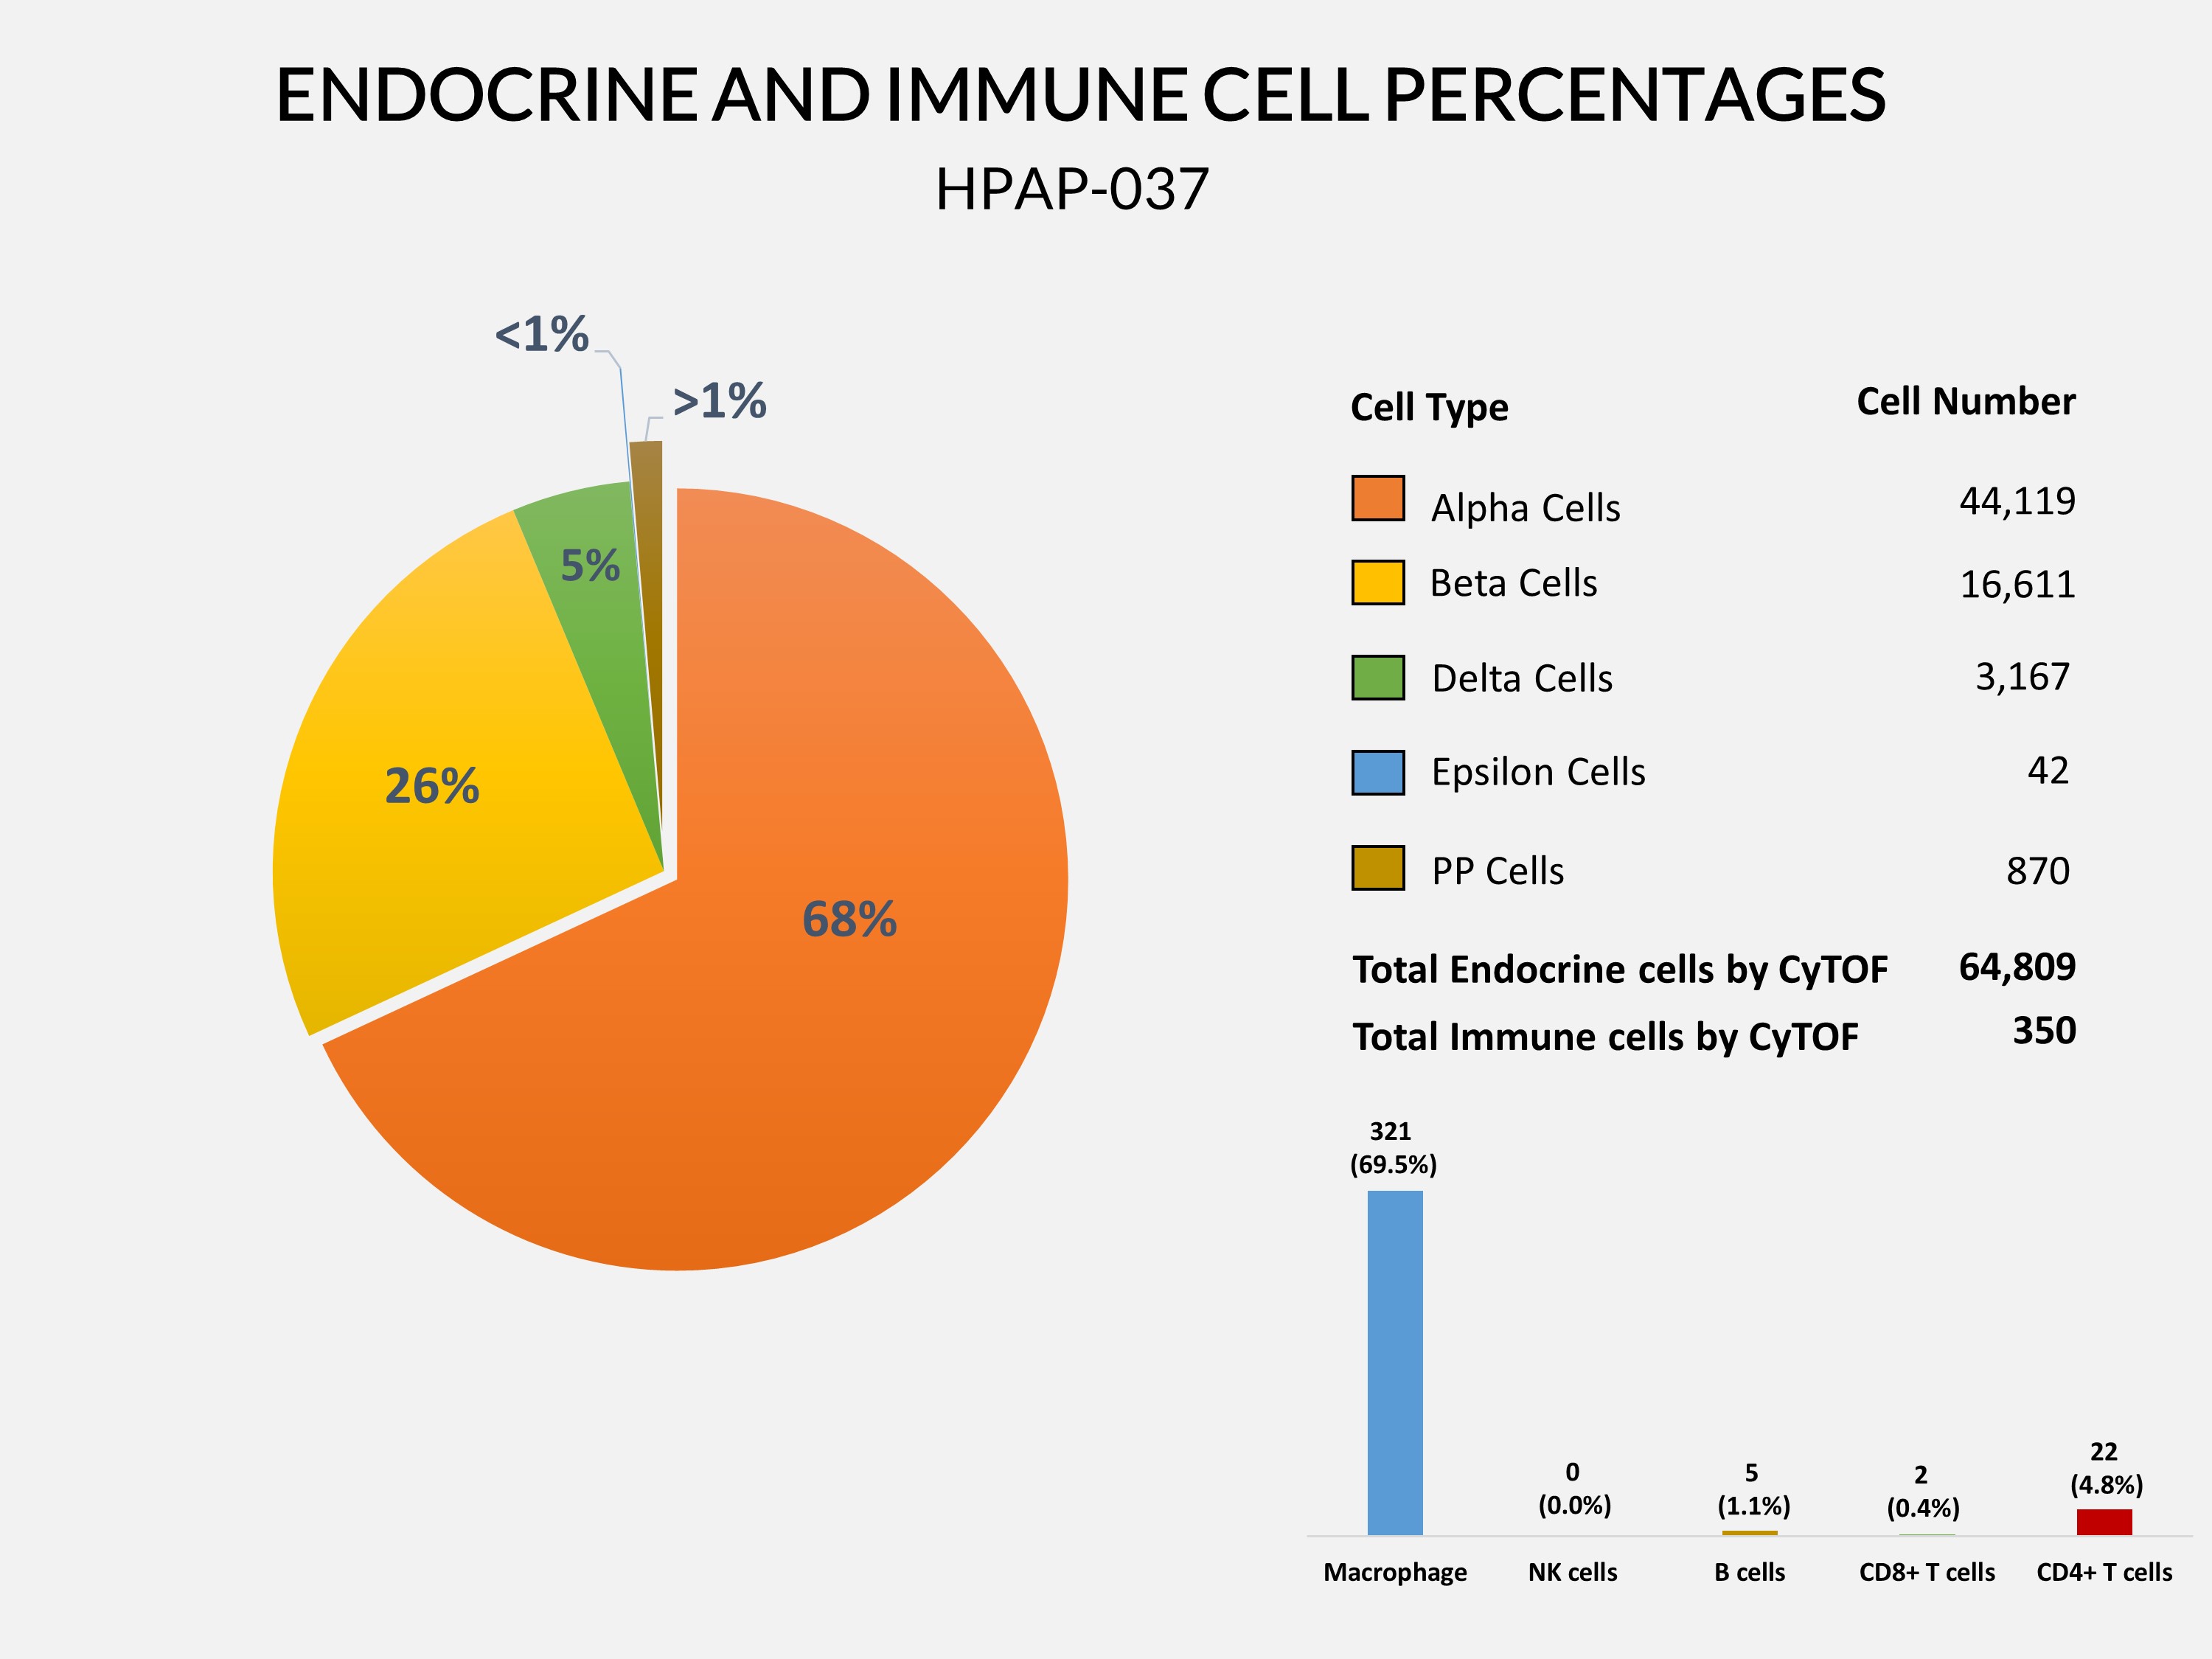 ENDOCRINE AND IMMUNE CELL PERCENTAGES
HPAP-037
<1%
>1%
5%
26%
68%
Cell Type Cell Number
Alpha Cells 44,119
Beta Cells 16,611
Delta Cells 3,167
Epsilon Cells 42
PP Cells 870
Total Endocrine cells by CyTOF 64,809
Total Immune cells by CyTOF 350
321
(69.5%)
0
(0.0%)
5
(1.1%)
2
(0.4%)
22
(4.8%)
Macrophage NK cells B cells CD8+ T cells CD4+ T cells